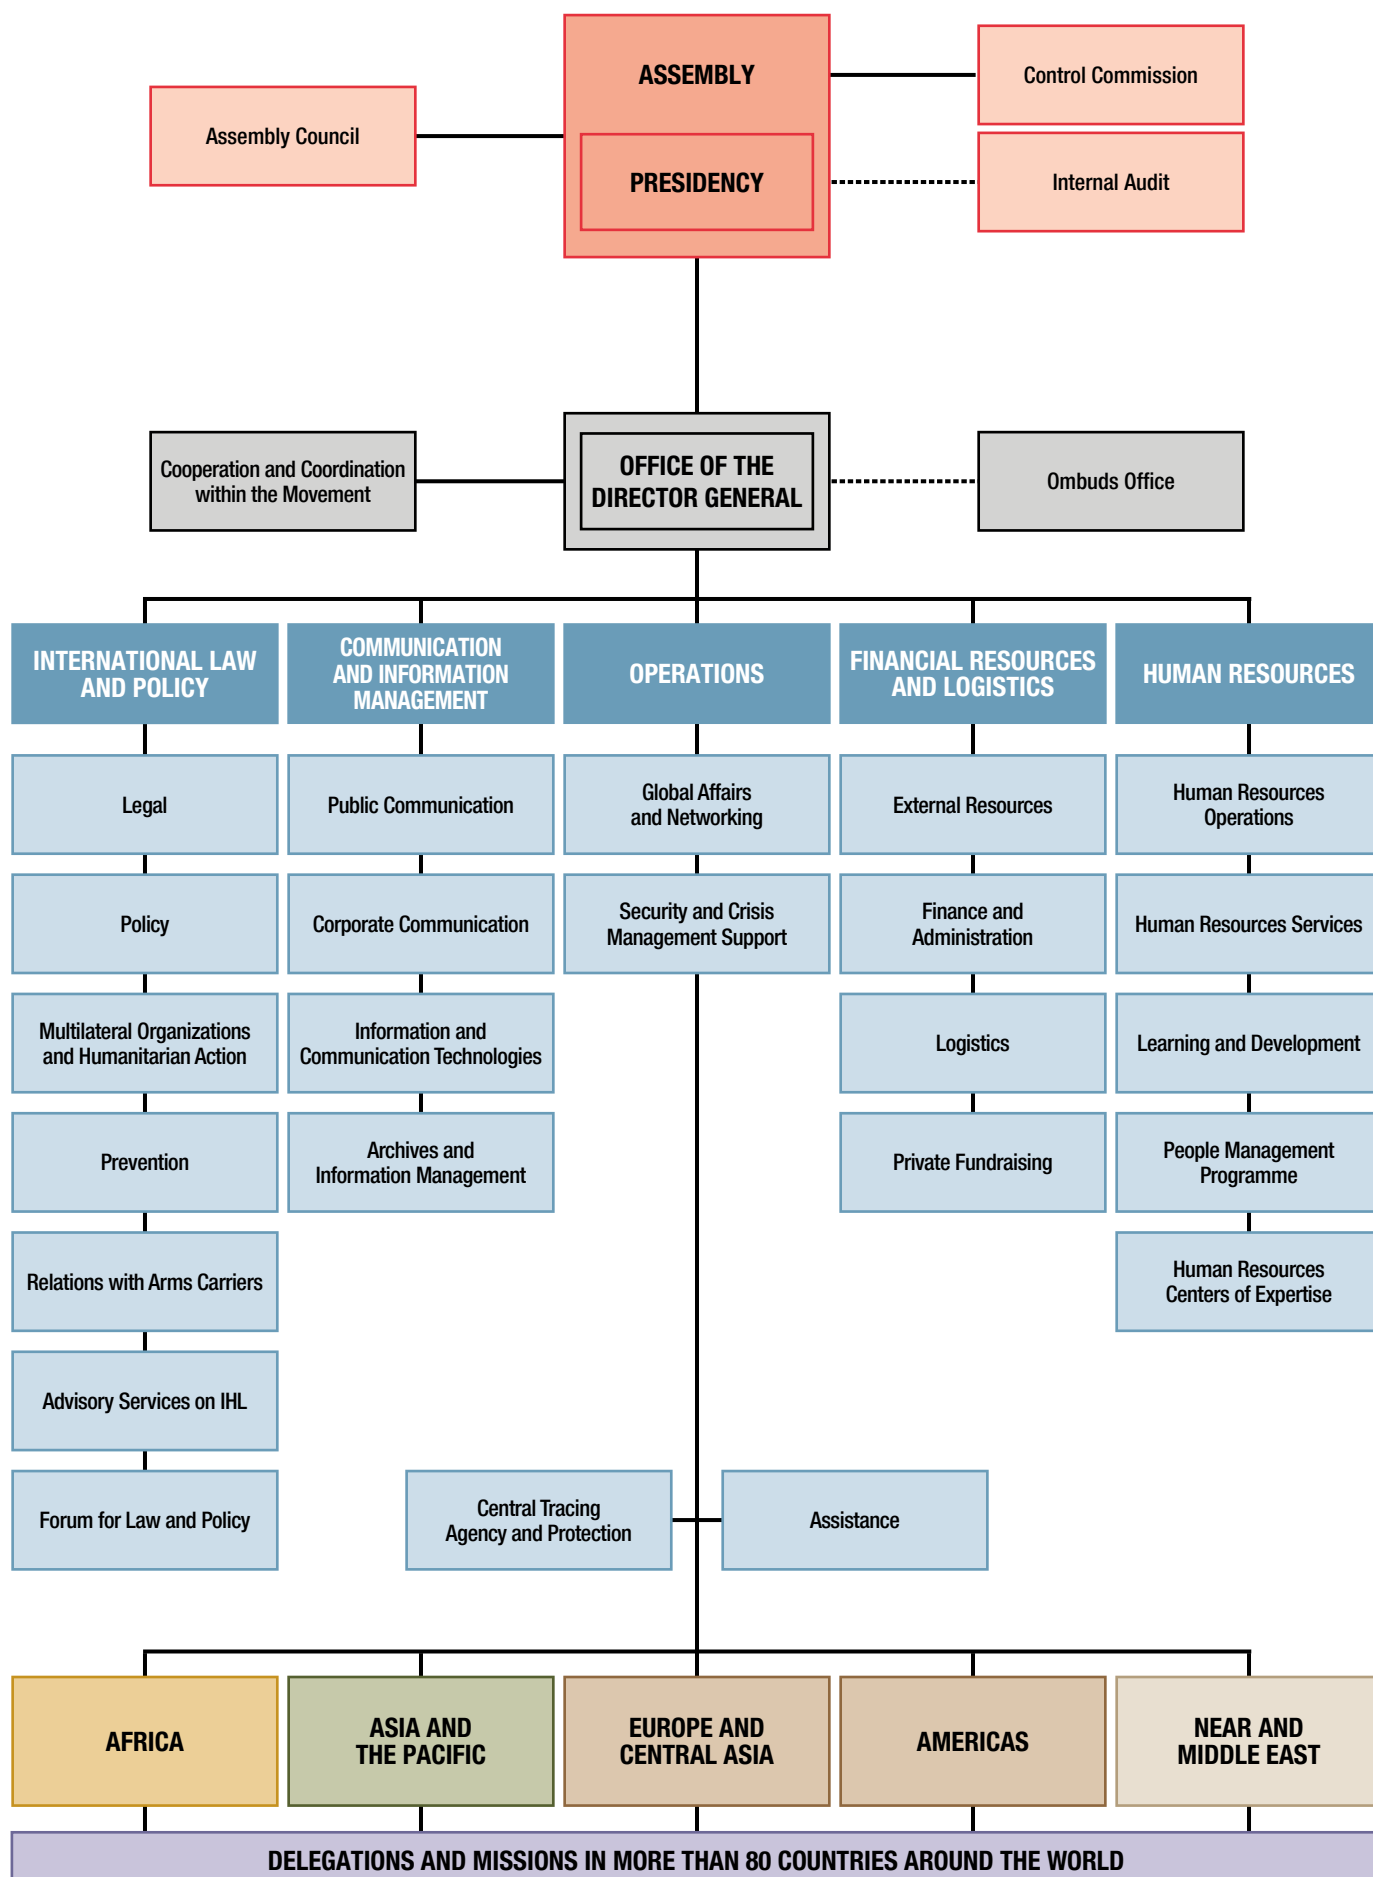 ASSEMBLY
Control Commission
Assembly Council
PRESIDENCY
Internal Audit
Cooperation and Coordination
within the Movement
OFFICE OF THE
DIRECTOR GENERAL
Ombuds Office
INTERNATIONAL LAW
AND POLICY
COMMUNICATION
AND INFORMATION
MANAGEMENT
OPERATIONS
FINANCIAL RESOURCES
AND LOGISTICS
HUMAN RESOURCES
Legal
Public Communication
Global Affairs
and Networking
External Resources
Human Resources
Operations
Policy
Corporate Communication
Security and Crisis
Management Support
Finance and
Administration
Human Resources Services
Multilateral Organizations
and Humanitarian Action
Information and
Communication Technologies
Logistics
Learning and Development
Prevention
Archives and
Information Management
Private Fundraising
People Management
Programme
Relations with Arms Carriers
Human Resources
Centers of Expertise
Advisory Services on IHL
Forum for Law and Policy
Central Tracing
Agency and Protection
Assistance
AFRICA
ASIA AND
THE PACIFIC
EUROPE AND
CENTRAL ASIA
AMERICAS
NEAR AND
MIDDLE EAST
DELEGATIONS AND MISSIONS IN MORE THAN 80 COUNTRIES AROUND THE WORLD